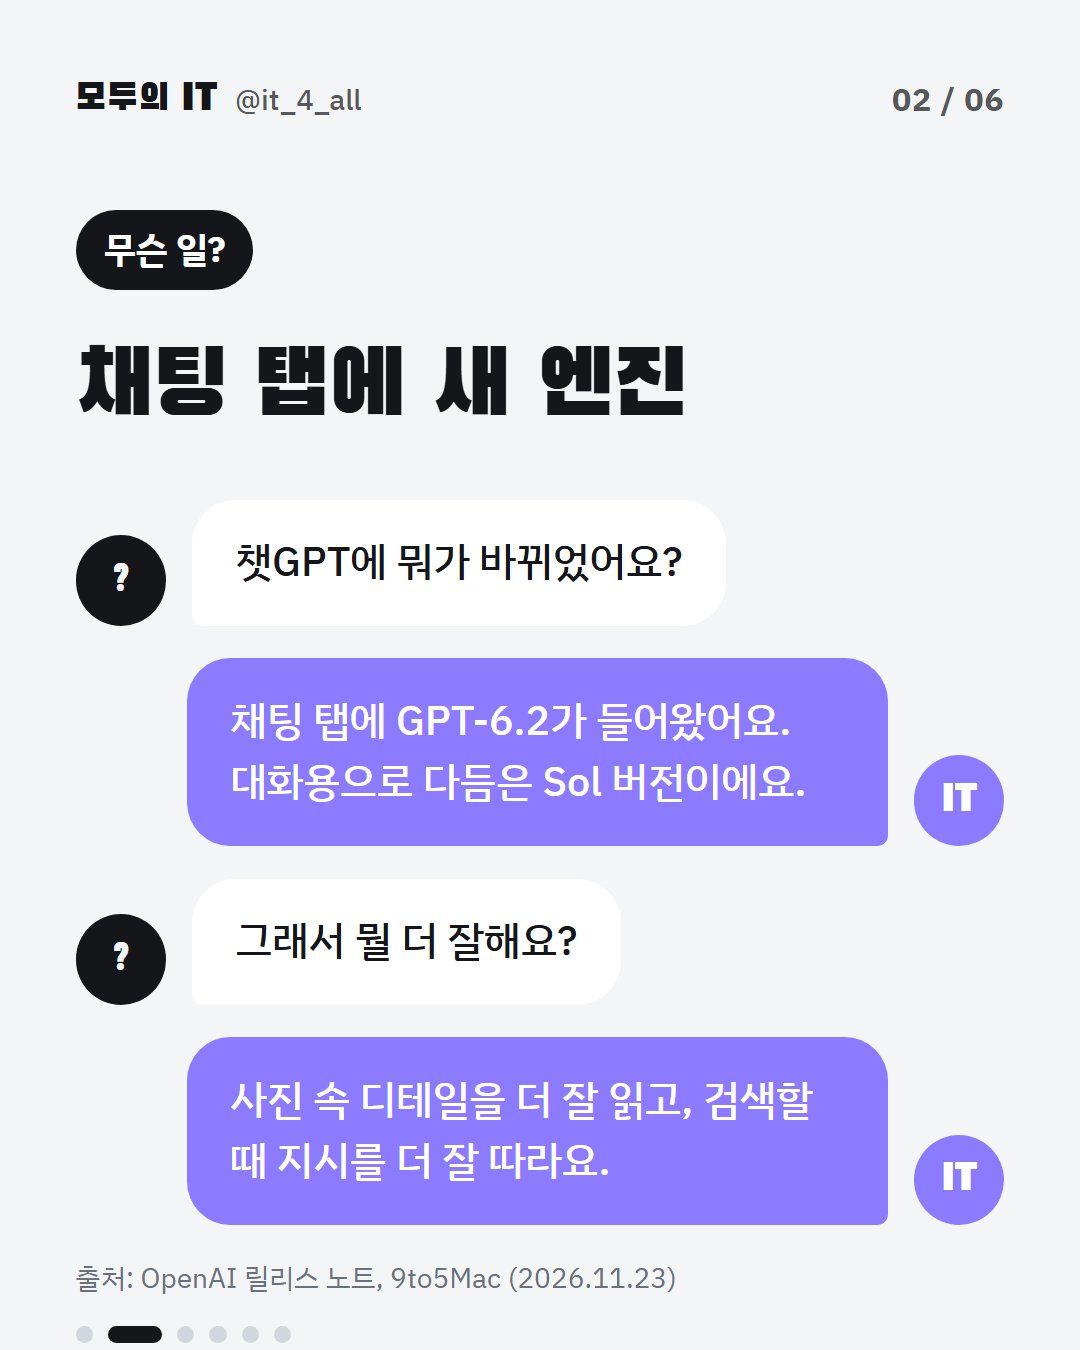 모두의 IT @it_4_all
02 / 06
무슨 일?
채팅 탭에 새 엔진
?
챗GPT에 뭐가 바뀌었어요?
채팅 탭에 GPT-6.2가 들어왔어요.
대화용으로 다듬은 Sol 버전이에요.
IT
?
그래서 뭘 더 잘해요?
사진 속 디테일을 더 잘 읽고, 검색할
때 지시를 더 잘 따라요.
IT
출처: OpenAI 릴리스 노트, 9to5Mac (2026.11.23)